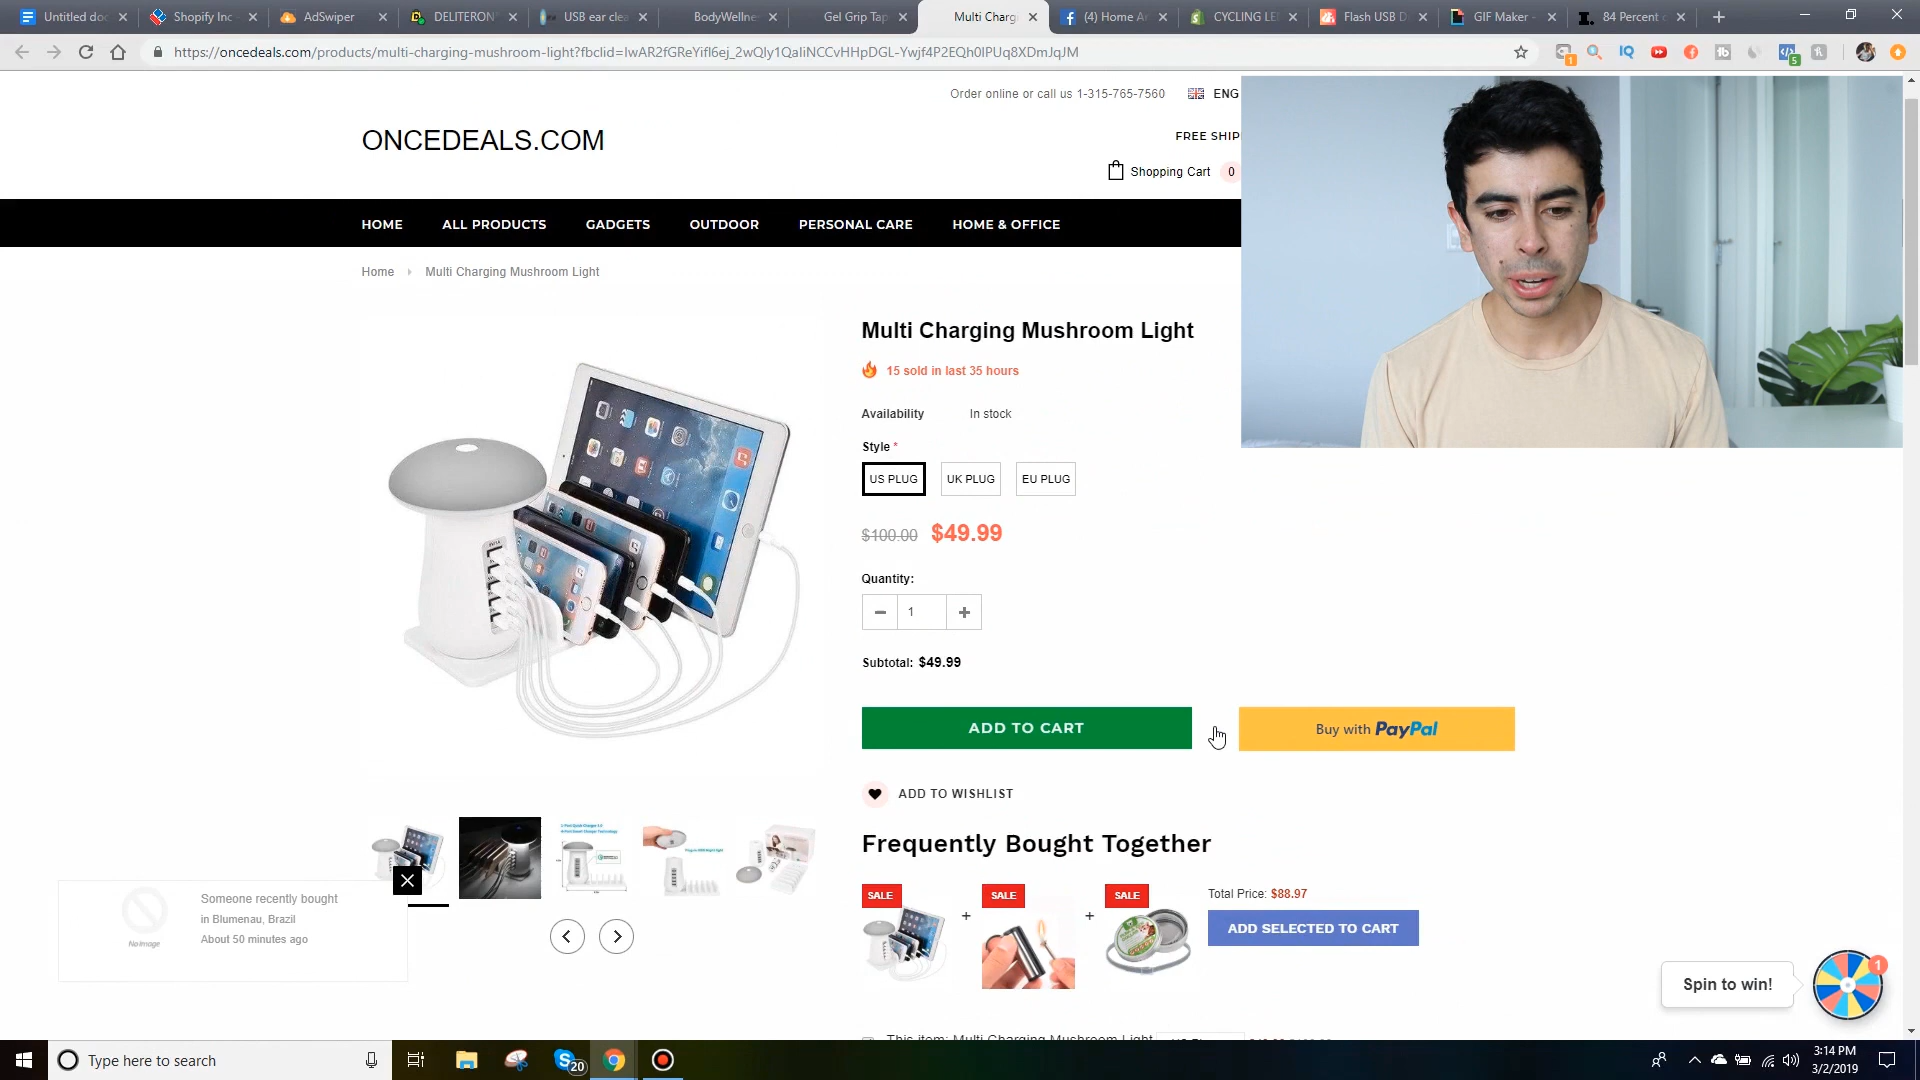 Untitled doc
Shopify Inc
AdSwiper
DELITERON
USB ear clea
BodyWellne
Gel Grip Tap
Multi Charg
(4) Home A
CYCLING LE
Flash USB D
GIF Maker -
84 Percent
https://oncedeals.com/products/multi-charging-mushroom-light?fbclid=IwAR2fGReYifl6ej_2wQly1QaIiNCCvHHpDGL-Ywjf4P2EQh0lPUq8XDmJqJM
Order online or call us 1-315-765-7560
ENG
ONCEDEALS.COM
FREE SHIP
Shopping Cart 0
HOME
ALL PRODUCTS
GADGETS
OUTDOOR
PERSONAL CARE
HOME & OFFICE
Home
Multi Charging Mushroom Light
Multi Charging Mushroom Light
15 sold in last 35 hours
Availability In stock
Style *
US PLUG
UK PLUG
EU PLUG
$100.00 $49.99
Quantity:
1
Subtotal: $49.99
ADD TO CART
Buy with PayPal
ADD TO WISHLIST
Frequently Bought Together
SALE
SALE
SALE
+
+
Total Price: $88.97
ADD SELECTED TO CART
Someone recently bought
in Blumenau, Brazil
About 50 minutes ago
No Image
Spin to win!
1
This item: Multi Charging Mushroom Light
Type here to search
20
3:14 PM
3/2/2019